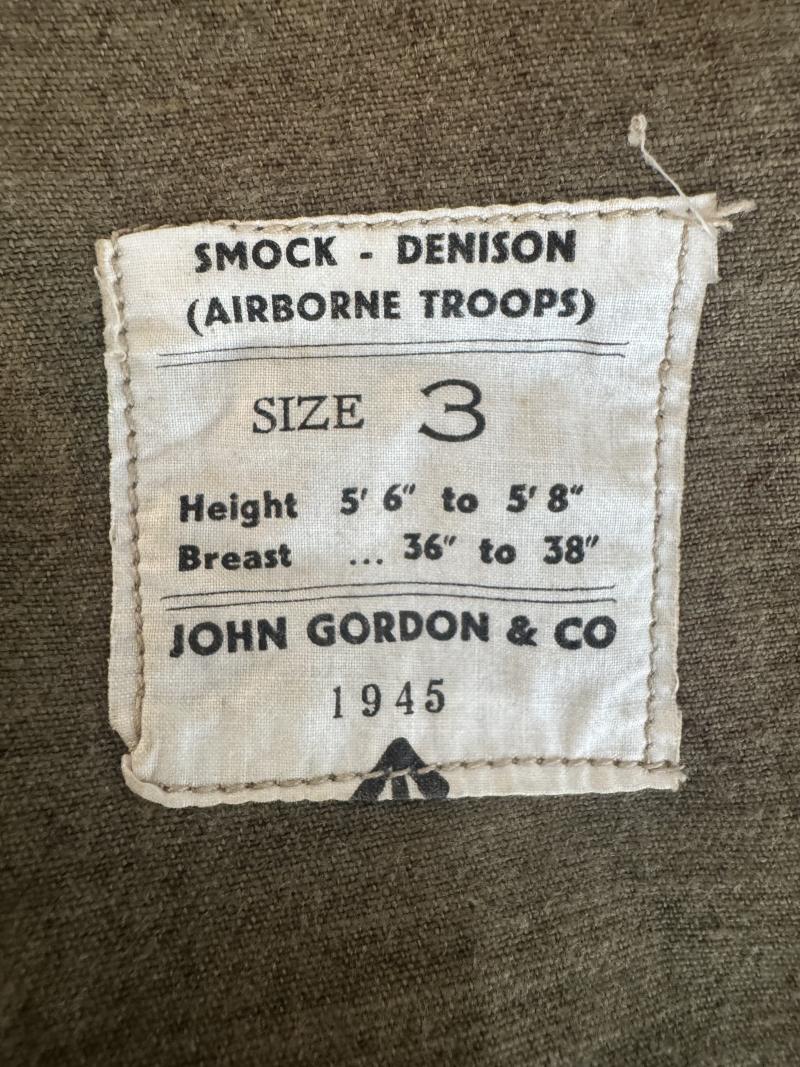 SMOCK - DENISON
(AIRBORNE TROOPS)
SIZE 3
Height 5' 6" to 5' 8"
Breast ... 36" to 38"
JOHN GORDON & CO
1945